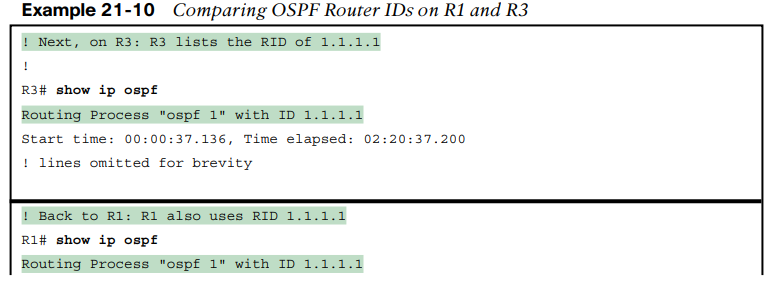 Example 21-10 Comparing OSPF Router IDs on R1 and R3
! Next, on R3: R3 lists the RID of 1.1.1.1
!
R3# show ip ospf
Routing Process "ospf 1" with ID 1.1.1.1
Start time: 00:00:37.136, Time elapsed: 02:20:37.200
! lines omitted for brevity
! Back to R1: R1 also uses RID 1.1.1.1
R1# show ip ospf
Routing Process "ospf 1" with ID 1.1.1.1